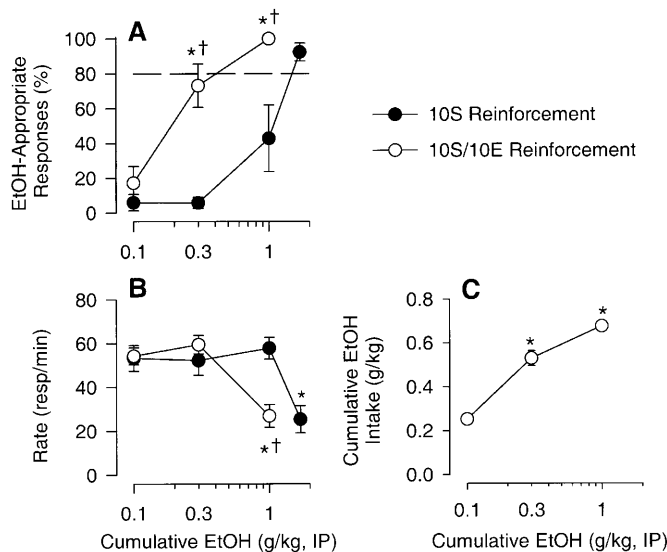 A
EtOH-Appropriate
Responses (%)
100
80
60
40
20
0
*†
*†
0.1
0.3
1
10S Reinforcement
10S/10E Reinforcement
B
Rate (resp/min)
80
60
40
20
0
*
*†
0.1
0.3
1
Cumulative EtOH (g/kg, IP)
C
Cumulative EtOH
Intake (g/kg)
0.8
0.6
0.4
0.2
0.0
*
*
0.1
0.3
1
Cumulative EtOH (g/kg, IP)